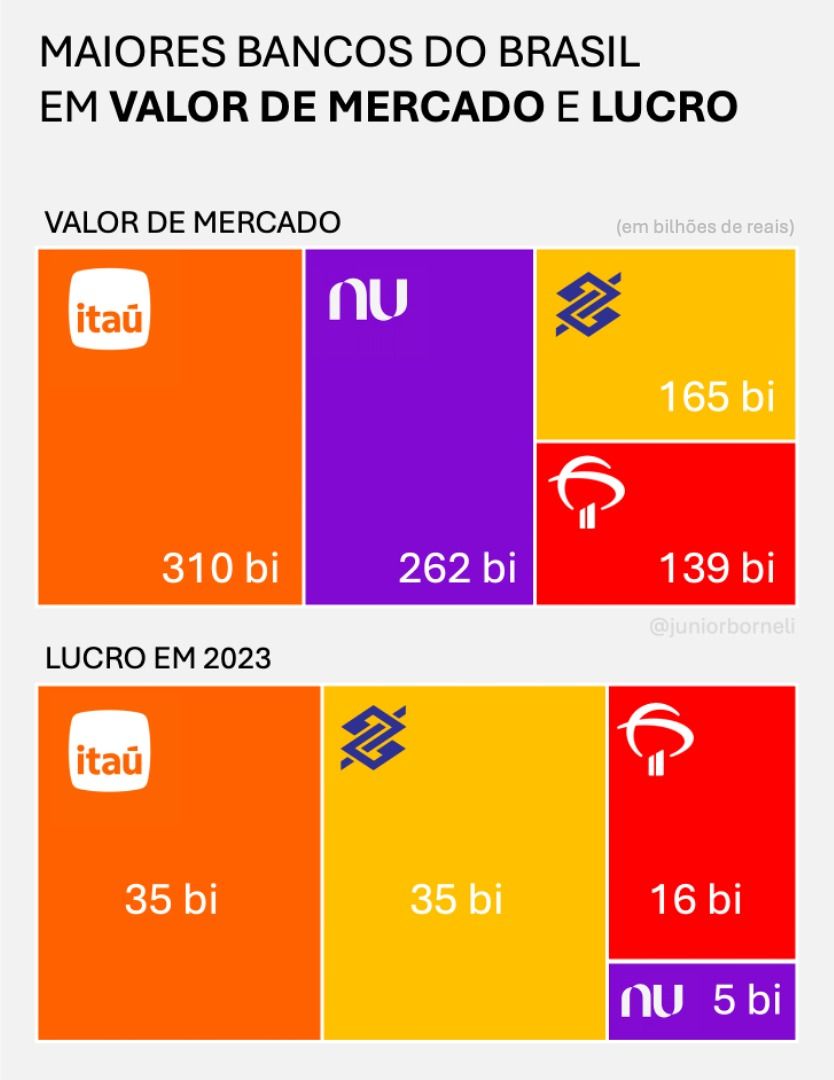 MAIORES BANCOS DO BRASIL
EM VALOR DE MERCADO E LUCRO
VALOR DE MERCADO
(em bilhões de reais)
itaú
310 bi
nu
262 bi
165 bi
139 bi
@juniorborneli
LUCRO EM 2023
itaú
35 bi
35 bi
16 bi
nu 5 bi